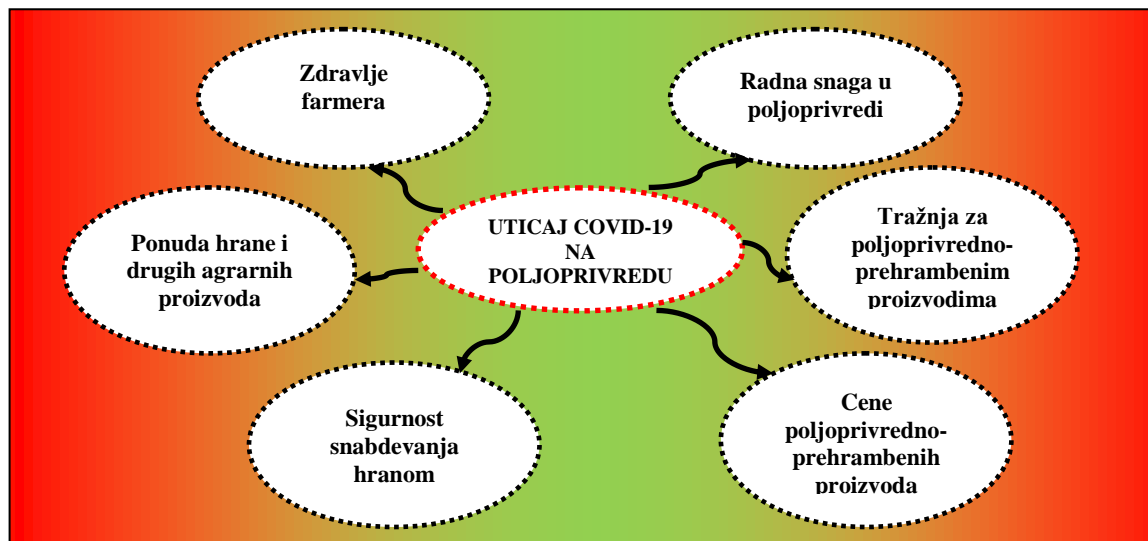 Zdravlje
farmera
Radna snaga u
poljoprivredi
UTICAJ COVID-19
NA
POLJOPRIVREDU
Ponuda hrane i
drugih agrarnih
proizvoda
Tražnja za
poljoprivredno-
prehrambenim
proizvodima
Sigurnost
snabdevanja
hranom
Cene
poljoprivredno-
prehrambenih
proizvoda